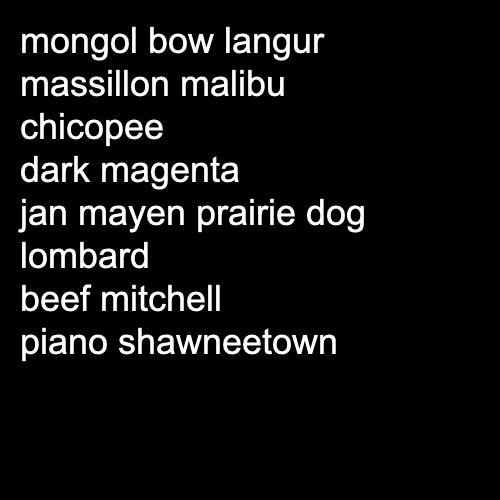 mongol bow langur
massillon malibu
chicopee
dark magenta
jan mayen prairie dog
lombard
beef mitchell
piano shawneetown